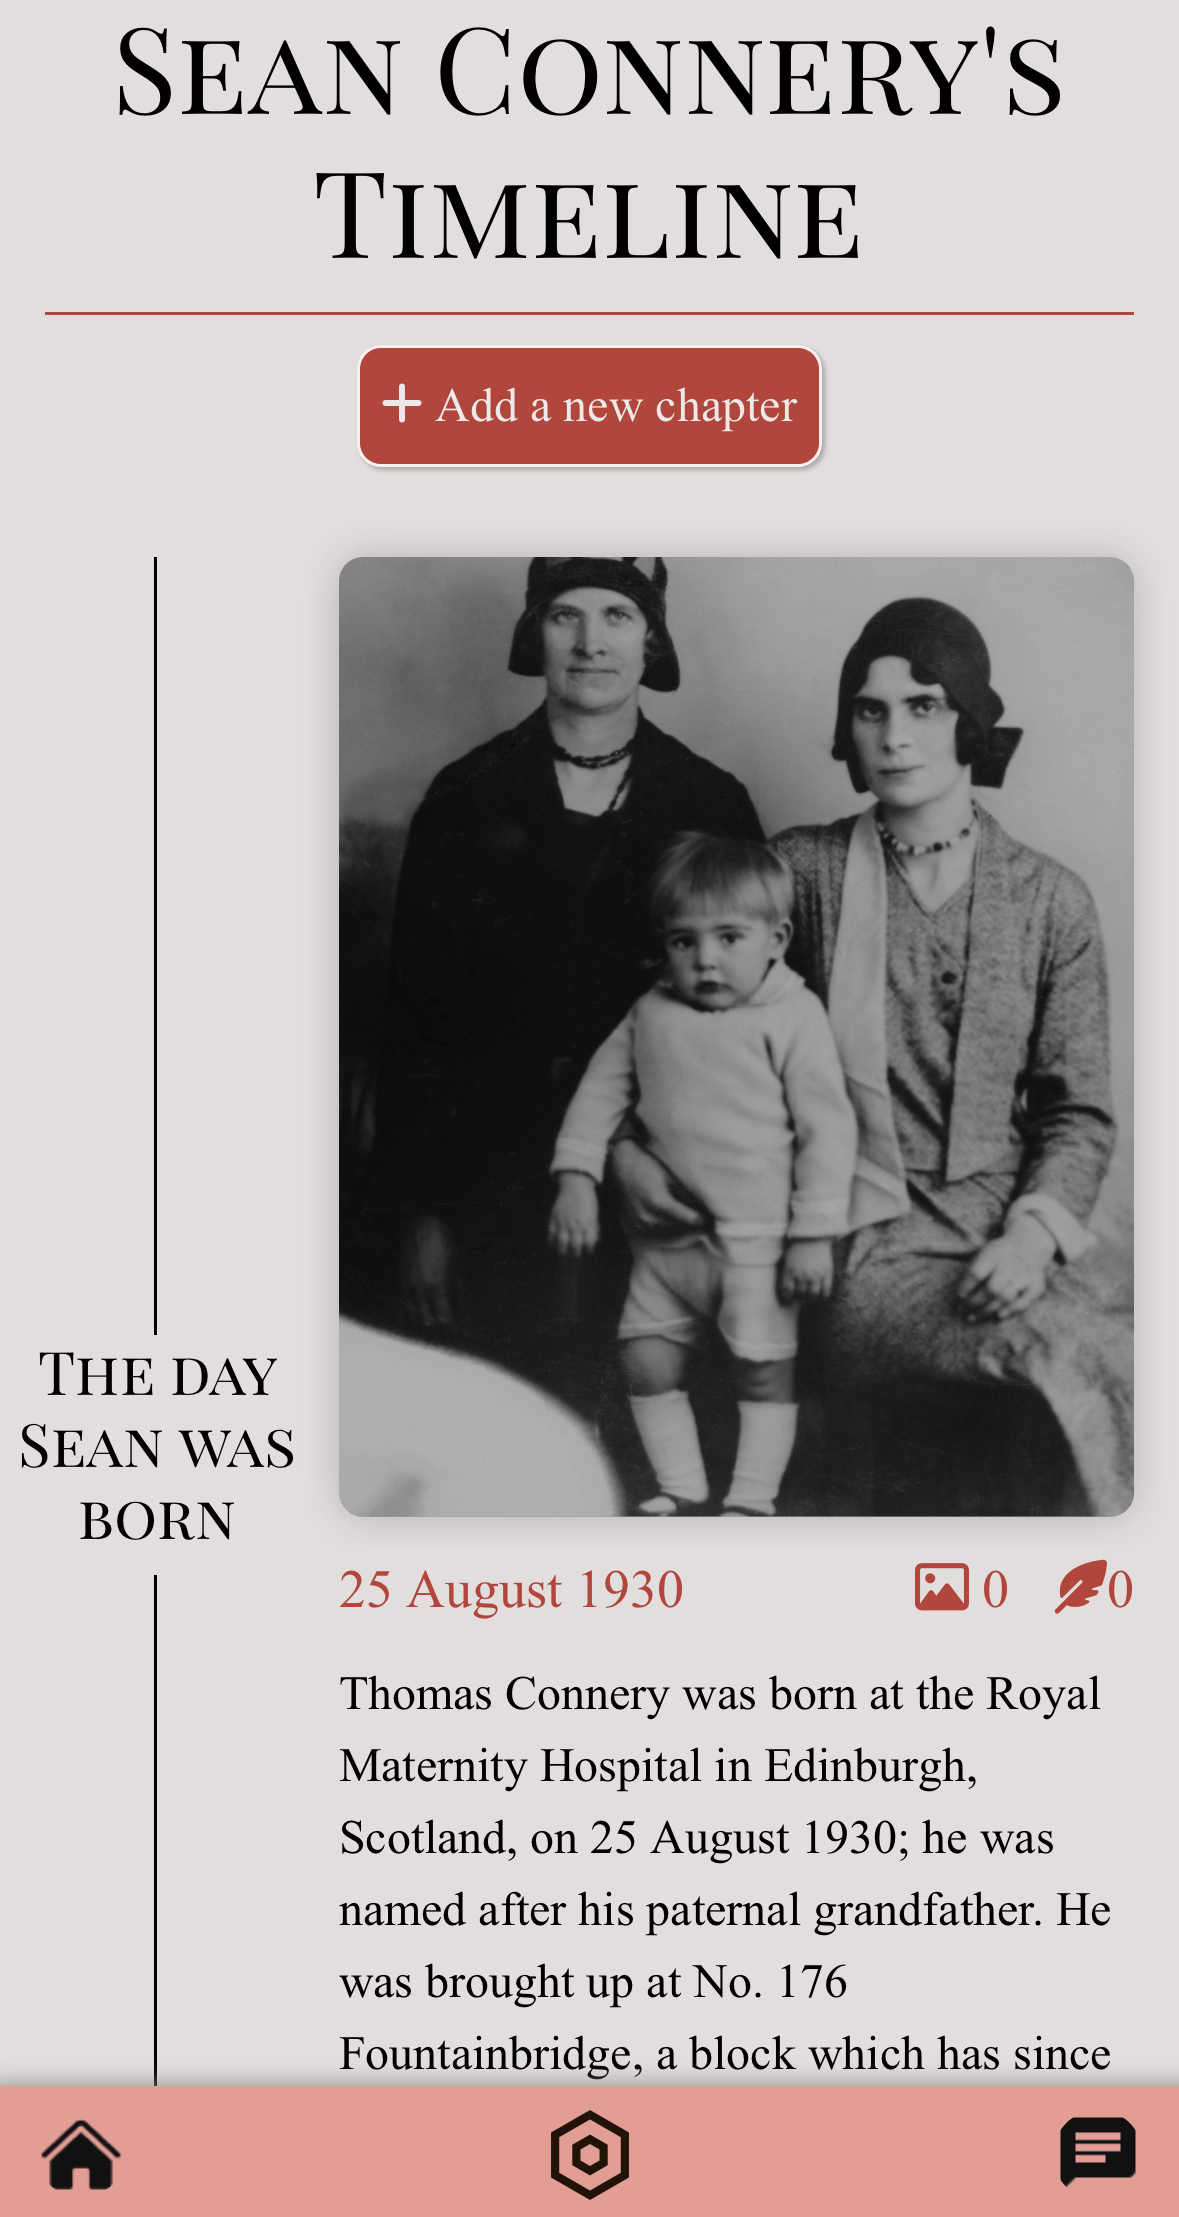 Sean Connery's
Timeline
+ Add a new chapter
The day
Sean was
born
25 August 1930
0
0
Thomas Connery was born at the Royal
Maternity Hospital in Edinburgh,
Scotland, on 25 August 1930; he was
named after his paternal grandfather. He
was brought up at No. 176
Fountainbridge, a block which has since